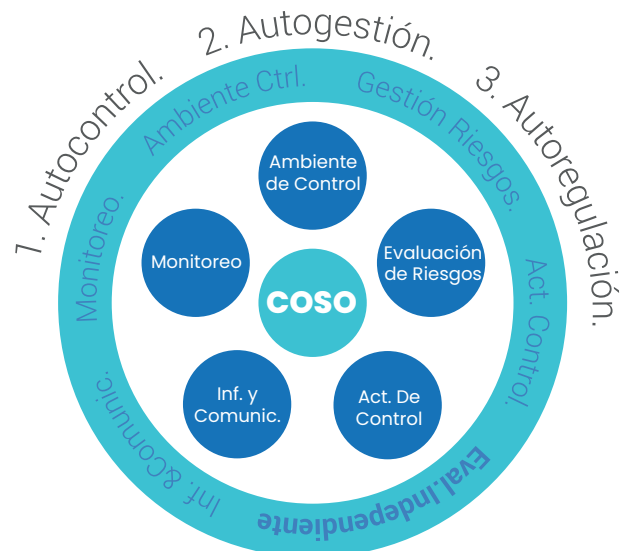 1. Autocontrol.
2. Autogestión.
3. Autoregulación.
Ambiente Ctrl.
Gestión Riesgos.
Act. Control.
Eval.Independiente
Inf.&Comunic.
Monitoreo.
Ambiente
de Control
Evaluación
de Riesgos
Act. De
Control
Inf. y
Comunic.
Monitoreo
COSO